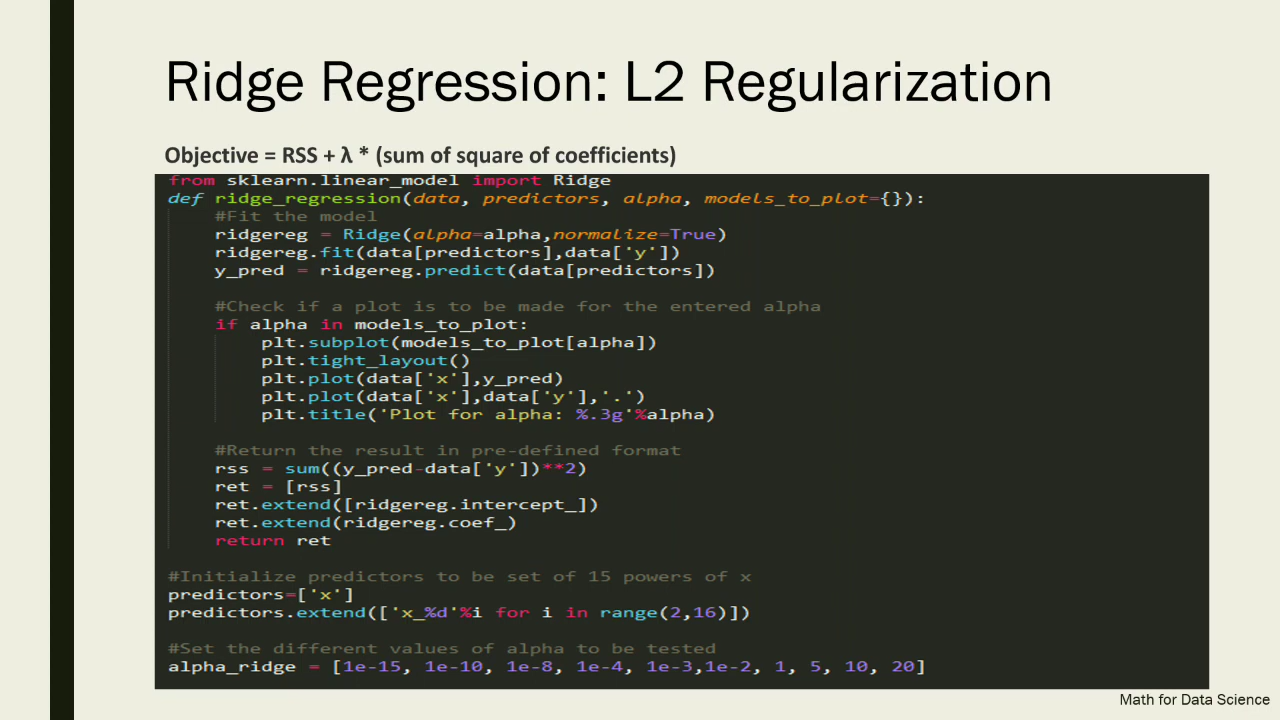 Ridge Regression: L2 Regularization
Objective = RSS + λ * (sum of square of coefficients)
from sklearn.linear_model import Ridge
def ridge_regression(data, predictors, alpha, models_to_plot={}):
    #Fit the model
    ridgereg = Ridge(alpha=alpha,normalize=True)
    ridgereg.fit(data[predictors],data['y'])
    y_pred = ridgereg.predict(data[predictors])
    #Check if a plot is to be made for the entered alpha
    if alpha in models_to_plot:
        plt.subplot(models_to_plot[alpha])
        plt.tight_layout()
        plt.plot(data['x'],y_pred)
        plt.plot(data['x'],data['y'],'.')
        plt.title('Plot for alpha: %.3g'%alpha)
    #Return the result in pre-defined format
    rss = sum((y_pred-data['y'])**2)
    ret = [rss]
    ret.extend([ridgereg.intercept_])
    ret.extend(ridgereg.coef_)
    return ret
#Initialize predictors to be set of 15 powers of x
predictors=['x']
predictors.extend(['x_%d'%i for i in range(2,16)])
#Set the different values of alpha to be tested
alpha_ridge = [1e-15, 1e-10, 1e-8, 1e-4, 1e-3,1e-2, 1, 5, 10, 20]
Math for Data Science